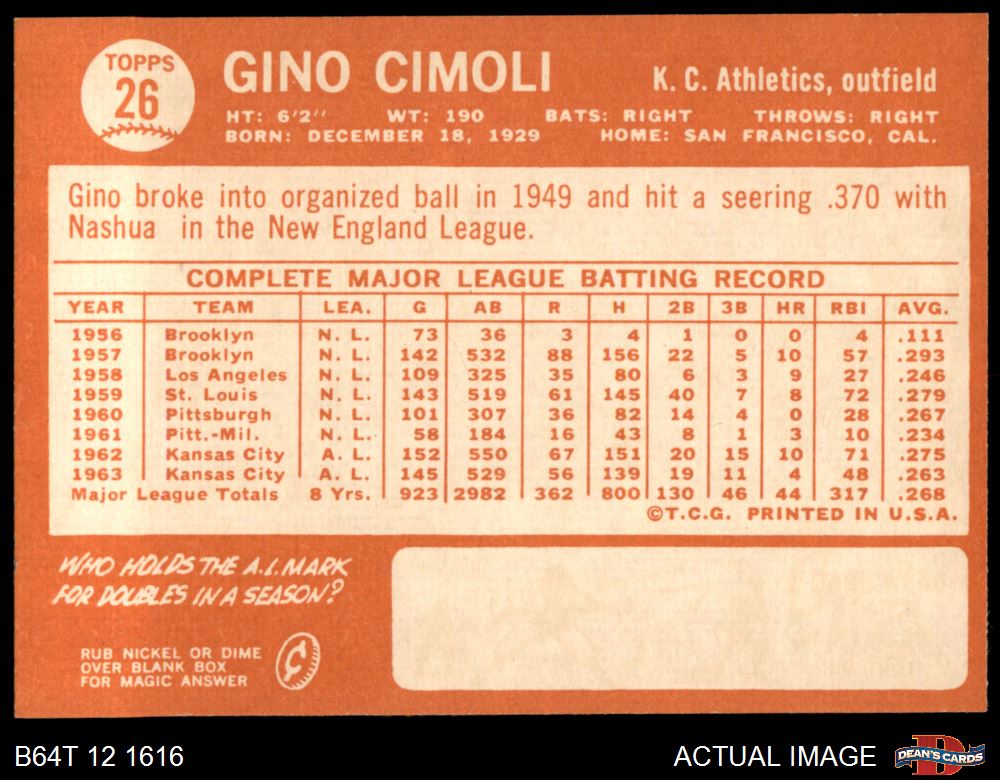 TOPPS
26
GINO CIMOLI
K. C. Athletics, outfield
HT: 6'2" WT: 190 BATS: RIGHT THROWS: RIGHT
BORN: DECEMBER 18, 1929 HOME: SAN FRANCISCO, CAL.
Gino broke into organized ball in 1949 and hit a seering .370 with
Nashua in the New England League.
COMPLETE MAJOR LEAGUE BATTING RECORD
YEAR TEAM LEA. G AB R H 2B 3B HR RBI AVG.
1956 Brooklyn N. L. 73 36 3 4 1 0 0 4 .111
1957 Brooklyn N. L. 142 532 88 156 22 5 10 57 .293
1958 Los Angeles N. L. 109 325 35 80 6 3 9 27 .246
1959 St. Louis N. L. 143 519 61 145 40 7 8 72 .279
1960 Pittsburgh N. L. 101 307 36 82 14 4 0 28 .267
1961 Pitt.-Mil. N. L. 58 184 16 43 8 1 3 10 .234
1962 Kansas City A. L. 152 550 67 151 20 15 10 71 .275
1963 Kansas City A. L. 145 529 56 139 19 11 4 48 .263
Major League Totals 8 Yrs. 923 2982 362 800 130 46 44 317 .268
©T.C.G. PRINTED IN U.S.A.
WHO HOLDS THE A.L. MARK
FOR DOUBLES IN A SEASON?
RUB NICKEL OR DIME
OVER BLANK BOX
FOR MAGIC ANSWER
B64T 12 1616
ACTUAL IMAGE
DEAN'S CARDS